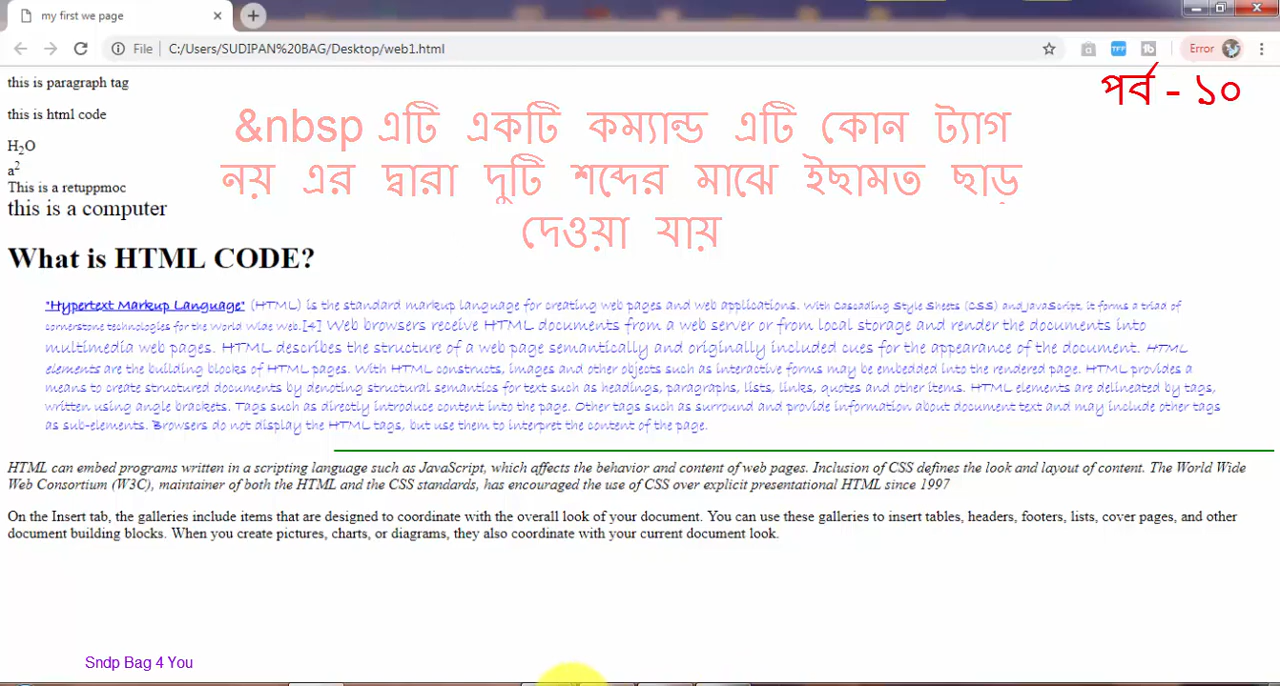 my first we page
File C:/Users/SUDIPAN%20BAG/Desktop/web1.html
Error
পর্ব - ১০
this is paragraph tag
this is html code
H₂O
a²
This is a retuppmoc
this is a computer
&nbsp এটি একটি কম্যান্ড এটি কোন ট্যাগ
নয় এর দ্বারা দুটি শব্দের মাঝে ইছামত ছাড়
দেওয়া যায়
What is HTML CODE?
"Hypertext Markup Language" (HTML) is the standard markup language for creating web pages and web applications. With Cascading Style Sheets (CSS) and JavaScript, it forms a triad of
cornerstone technologies for the World Wide Web.[4] Web browsers receive HTML documents from a web server or from local storage and render the documents into
multimedia web pages. HTML describes the structure of a web page semantically and originally included cues for the appearance of the document. HTML
elements are the building blocks of HTML pages. With HTML constructs, images and other objects such as interactive forms may be embedded into the rendered page. HTML provides a
means to create structured documents by denoting structural semantics for text such as headings, paragraphs, lists, links, quotes and other items. HTML elements are delineated by tags,
written using angle brackets. Tags such as directly introduce content into the page. Other tags such as surround and provide information about document text and may include other tags
as sub-elements. Browsers do not display the HTML tags, but use them to interpret the content of the page.
HTML can embed programs written in a scripting language such as JavaScript, which affects the behavior and content of web pages. Inclusion of CSS defines the look and layout of content. The World Wide
Web Consortium (W3C), maintainer of both the HTML and the CSS standards, has encouraged the use of CSS over explicit presentational HTML since 1997
On the Insert tab, the galleries include items that are designed to coordinate with the overall look of your document. You can use these galleries to insert tables, headers, footers, lists, cover pages, and other
document building blocks. When you create pictures, charts, or diagrams, they also coordinate with your current document look.
Sndp Bag 4 You